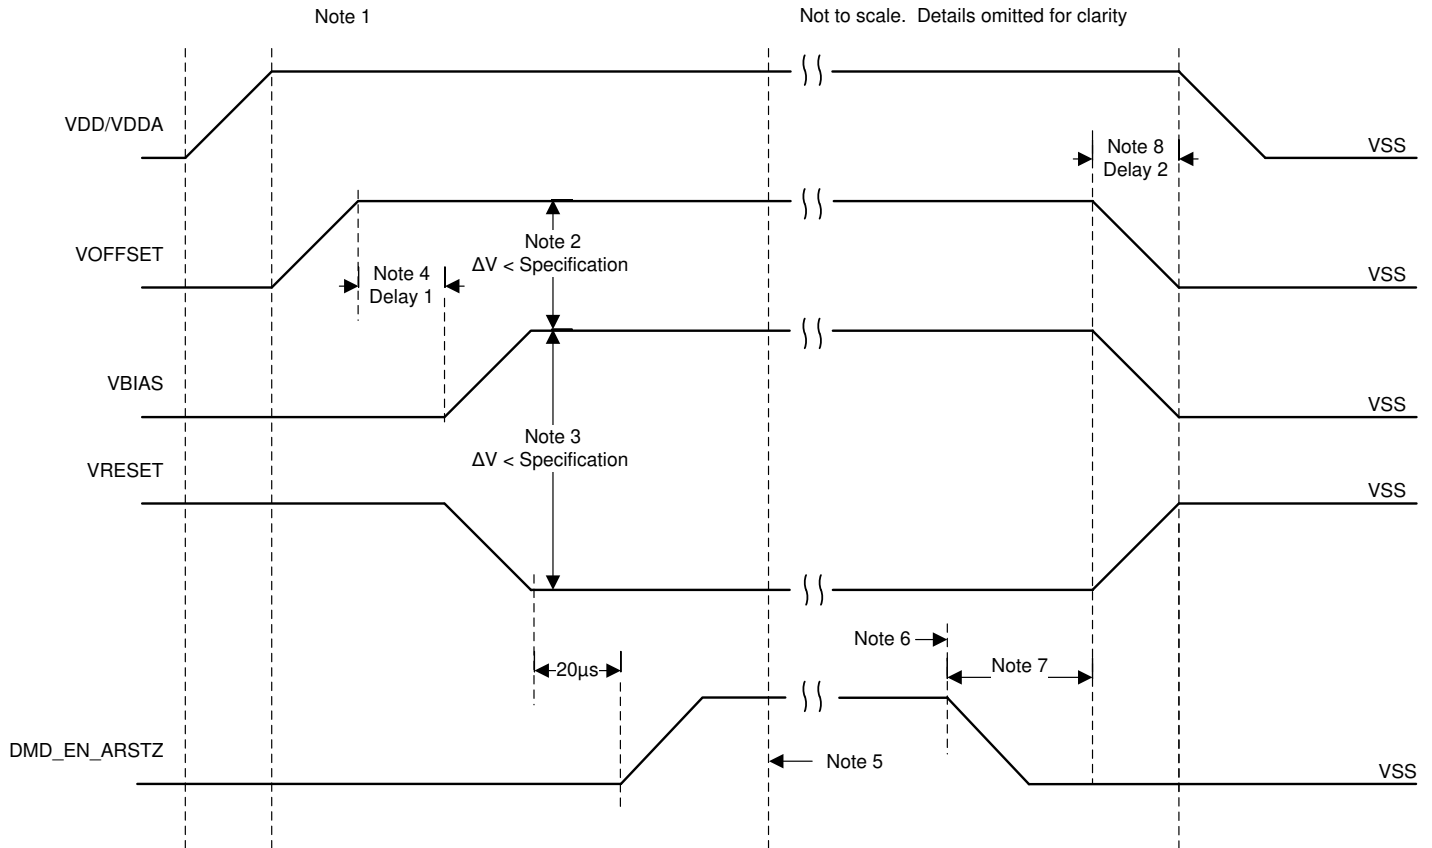 Note 1
Not to scale.  Details omitted for clarity
VDD/VDDA
Note 8
Delay 2
VSS
VOFFSET
Note 2
ΔV < Specification
Note 4
Delay 1
VSS
VBIAS
VSS
Note 3
ΔV < Specification
VRESET
VSS
Note 6
20µs
Note 7
DMD_EN_ARSTZ
Note 5
VSS